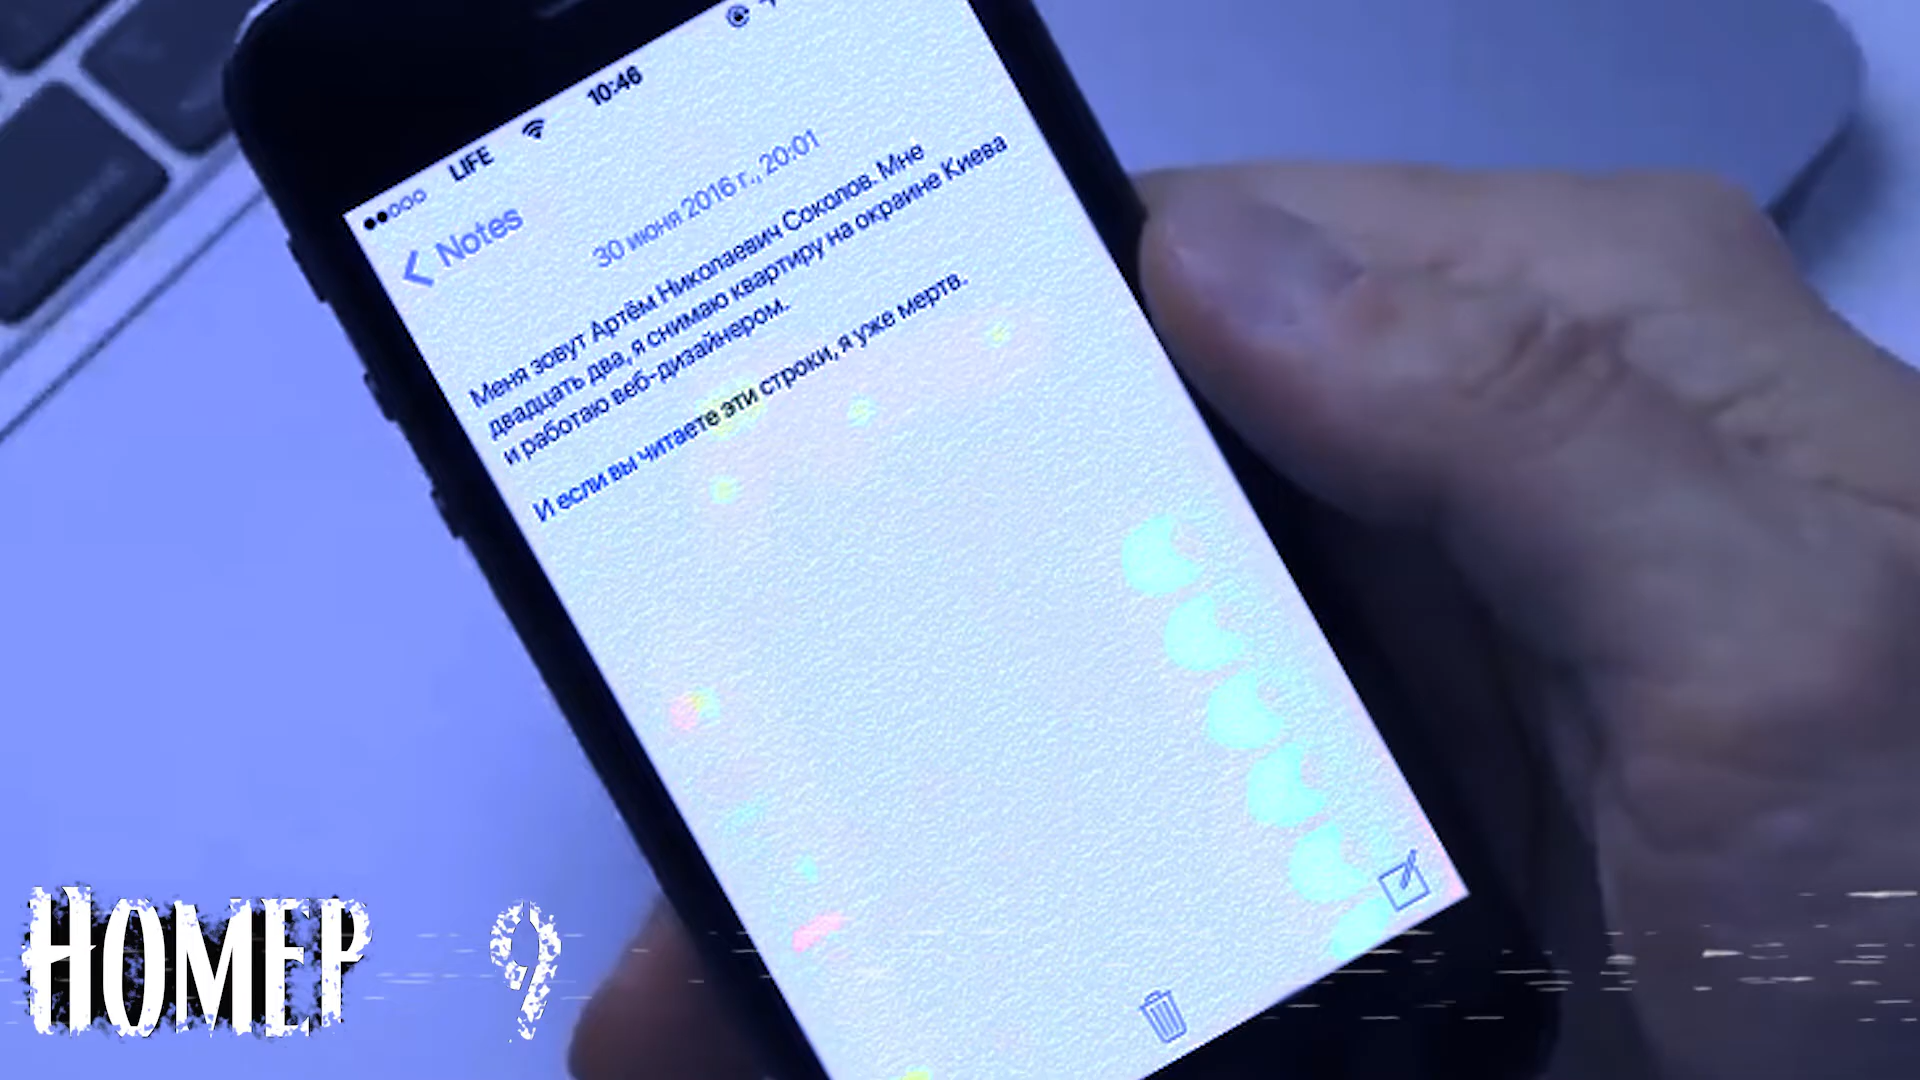 LIFE 10:46
Notes
30 июня 2016 г., 20:01
Меня зовут Артём Николаевич Соколов. Мне
двадцать два, я снимаю квартиру на окраине Киева
и работаю веб-дизайнером.
И если вы читаете эти строки, я уже мертв.
Номер 9